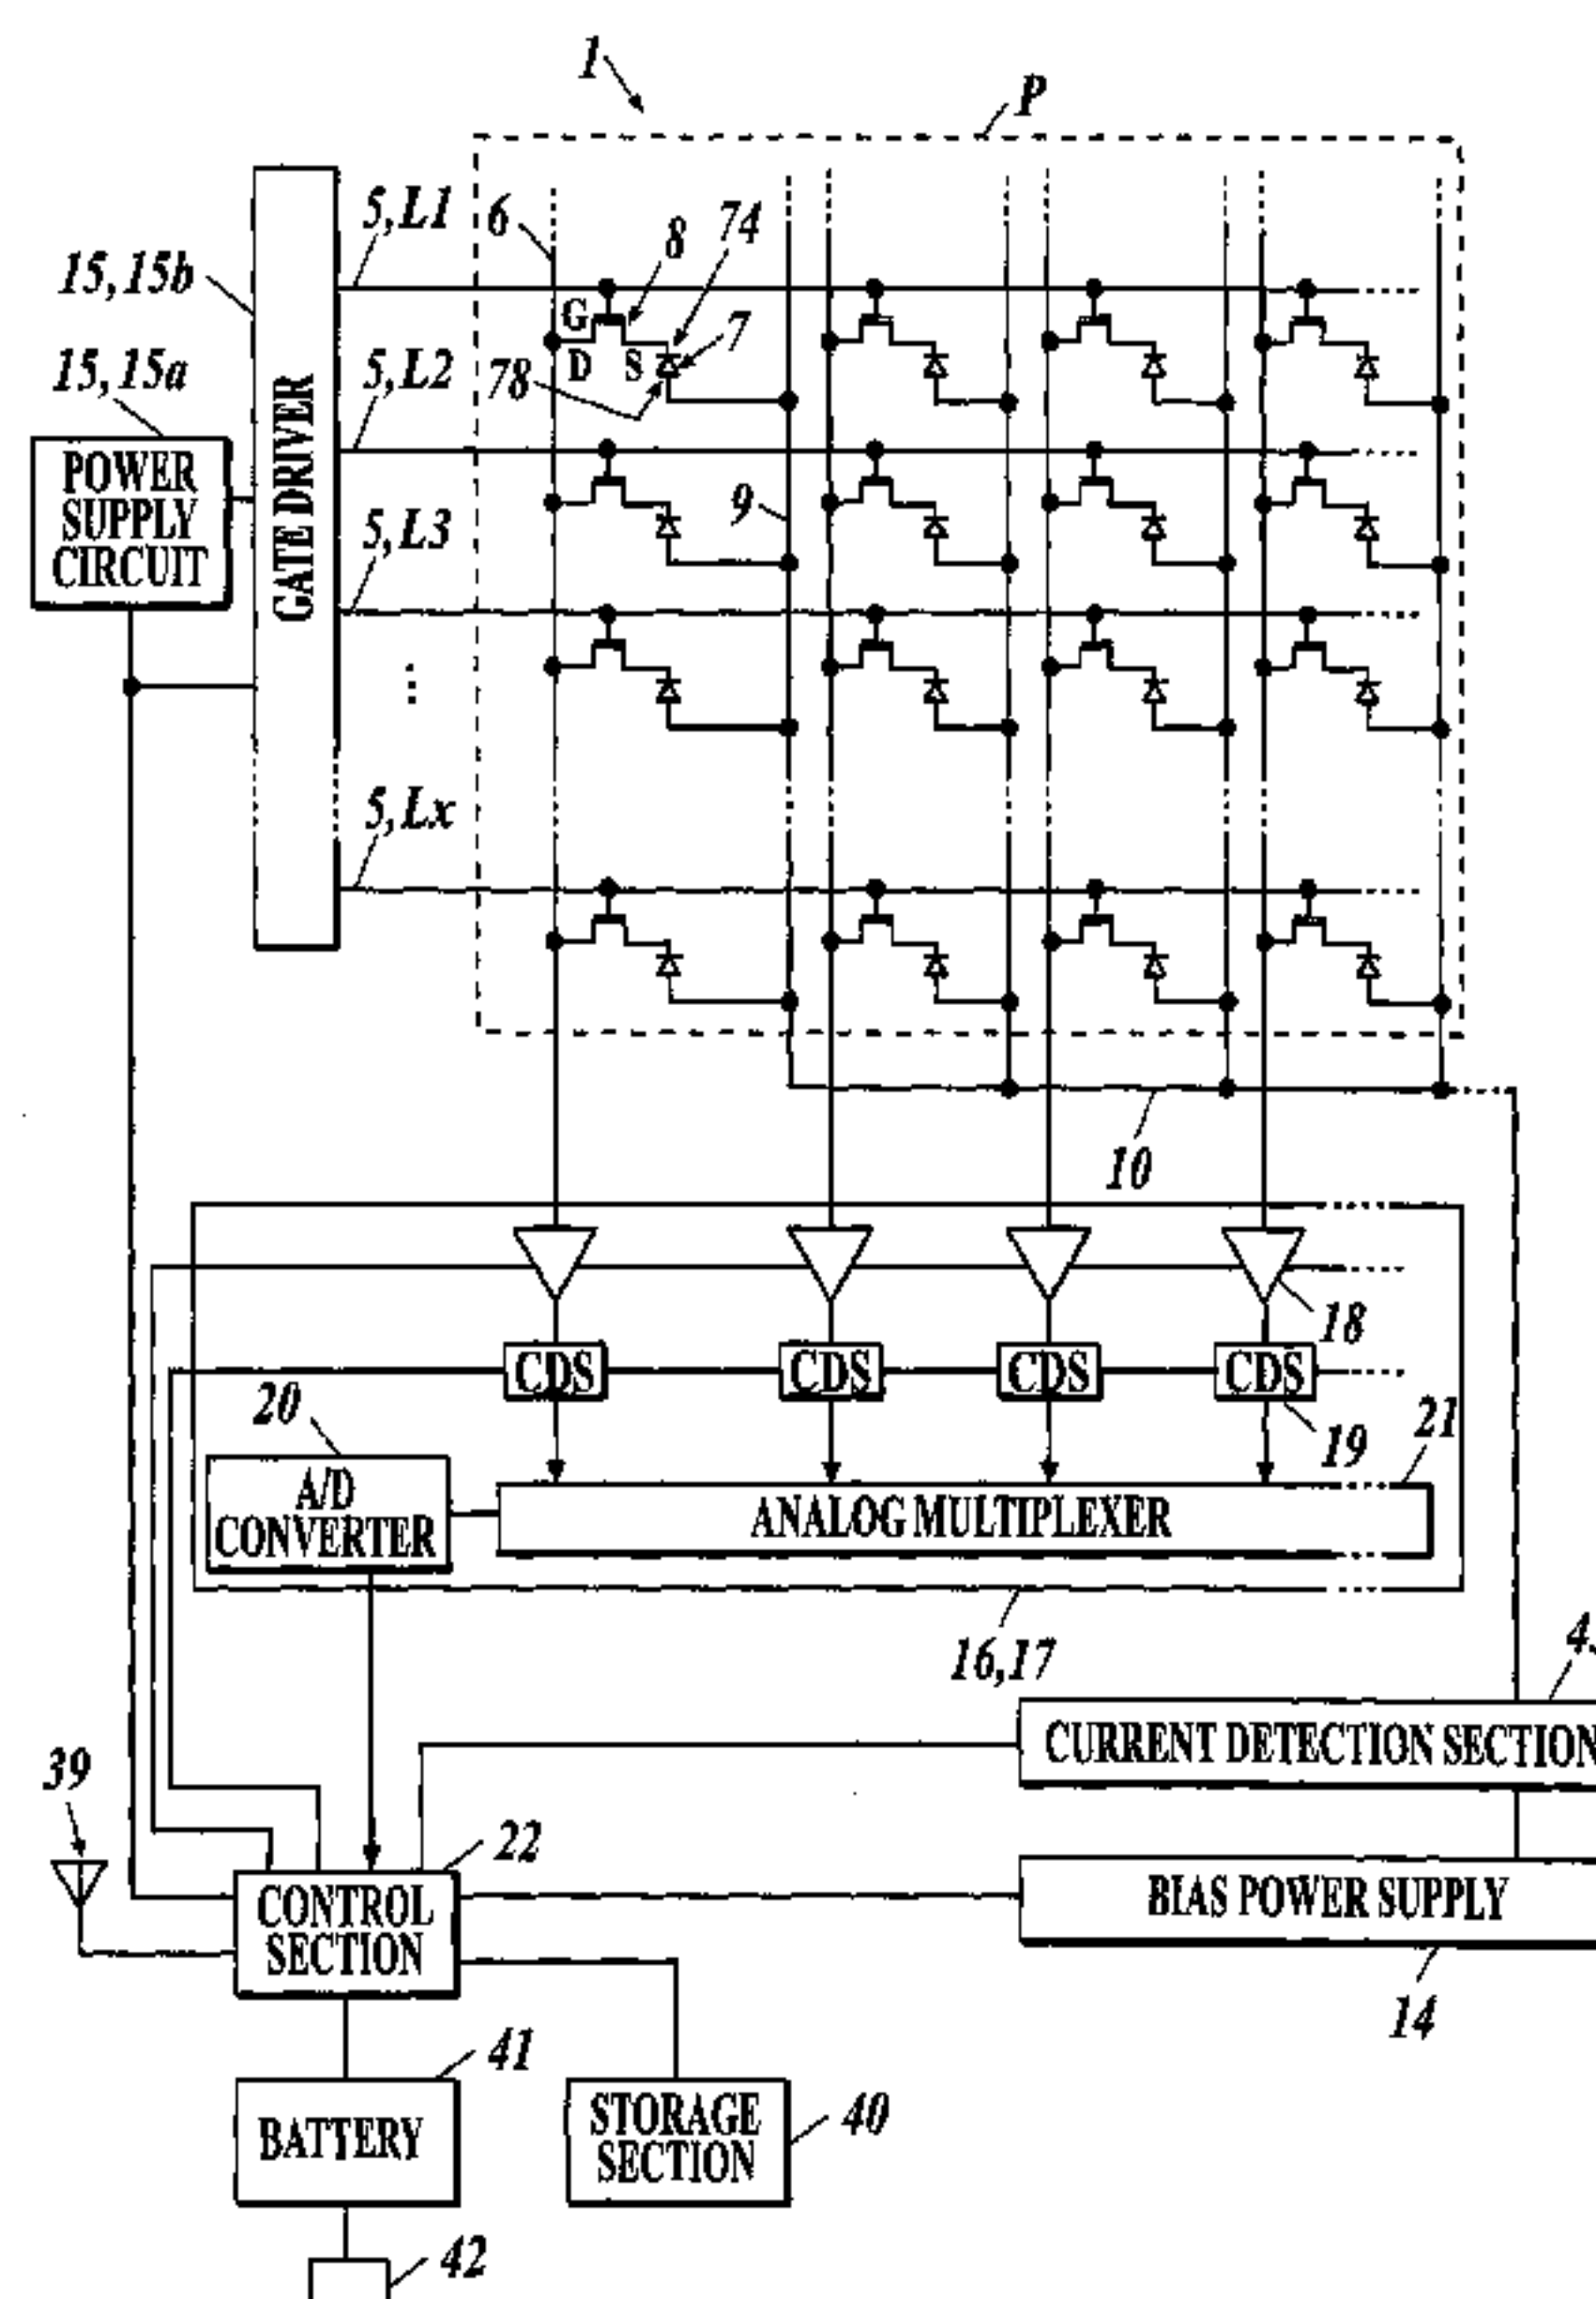 1
P
5, L1
6
8
74
15, 15b
G
7
D
S
78
15, 15a
5, L2
POWER
SUPPLY
CIRCUIT
GATE DRIVER
9
5, L3
5, Lx
10
18
CDS
CDS
CDS
CDS
20
19
21
A/D
CONVERTER
ANALOG MULTIPLEXER
16, 17
CURRENT DETECTION SECTION
39
22
CONTROL
SECTION
BIAS POWER SUPPLY
14
41
BATTERY
STORAGE
SECTION
40
42